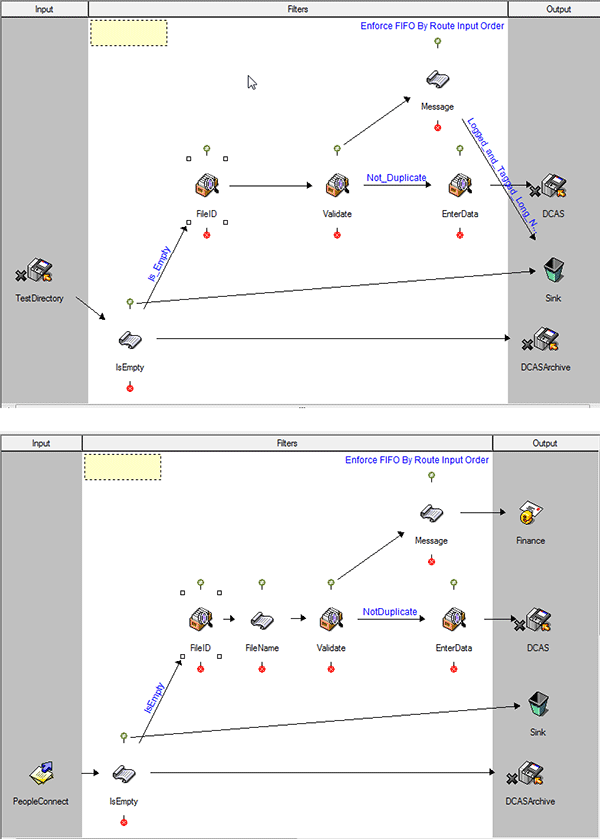 Input
Filters
Output
Enforce FIFO By Route Input Order
Message
Logged_and_Tagged_Long_N...
Not_Duplicate
FileID
Validate
EnterData
DCAS
Is_Empty
TestDirectory
Sink
IsEmpty
DCASArchive
Input
Filters
Output
Enforce FIFO By Route Input Order
Message
Finance
NotDuplicate
FileID
FileName
Validate
EnterData
DCAS
IsEmpty
Sink
PeopleConnect
IsEmpty
DCASArchive